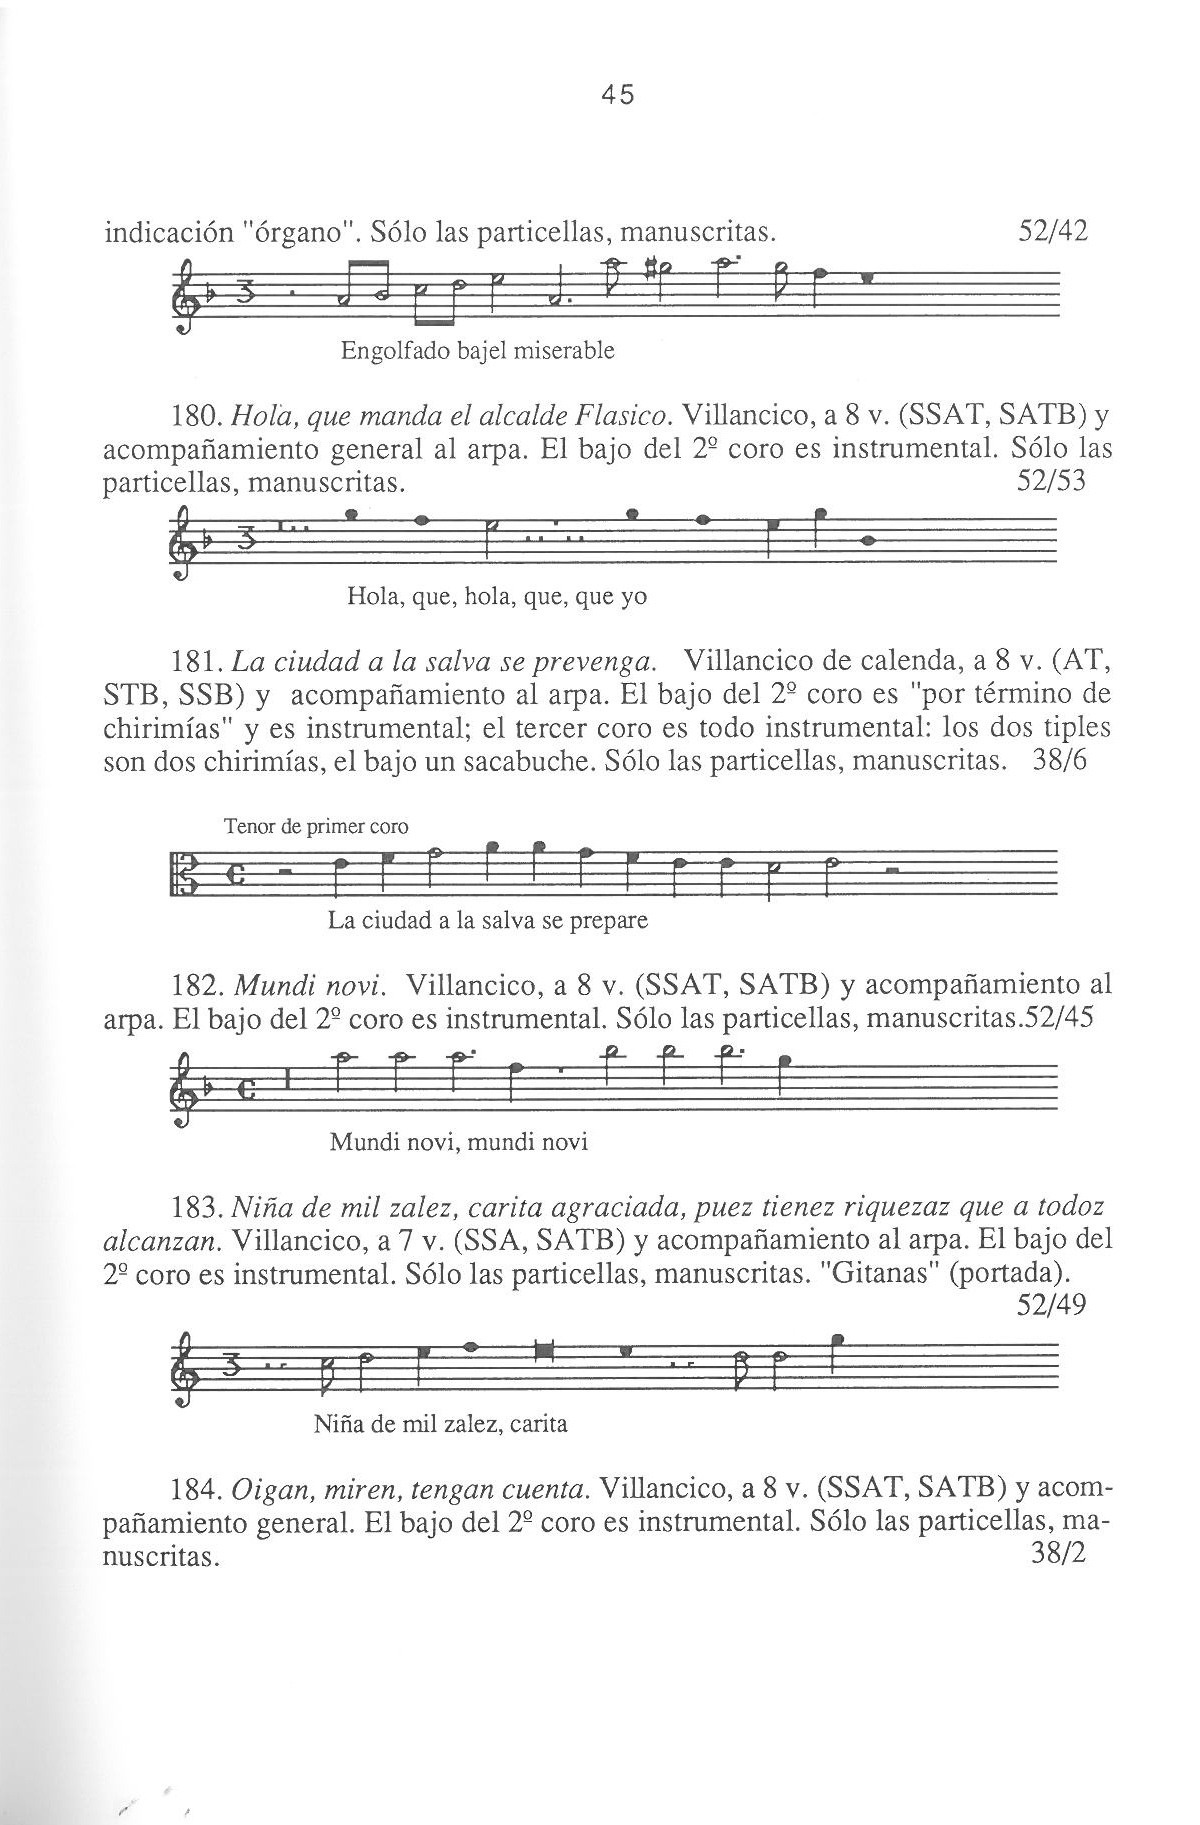 45
indicación "órgano". Sólo las particellas, manuscritas. 52/42
Engolfado bajel miserable
180. Hola, que manda el alcalde Flasico. Villancico, a 8 v. (SSAT, SATB) y
acompañamiento general al arpa. El bajo del 2º coro es instrumental. Sólo las
particellas, manuscritas. 52/53
Hola, que, hola, que, que yo
181. La ciudad a la salva se prevenga. Villancico de calenda, a 8 v. (AT,
STB, SSB) y acompañamiento al arpa. El bajo del 2º coro es "por término de
chirimías" y es instrumental; el tercer coro es todo instrumental: los dos tiples
son dos chirimías, el bajo un sacabuche. Sólo las particellas, manuscritas. 38/6
Tenor de primer coro
La ciudad a la salva se prepare
182. Mundi novi. Villancico, a 8 v. (SSAT, SATB) y acompañamiento al
arpa. El bajo del 2º coro es instrumental. Sólo las particellas, manuscritas.52/45
Mundi novi, mundi novi
183. Niña de mil zalez, carita agraciada, puez tienez riquezaz que a todoz
alcanzan. Villancico, a 7 v. (SSA, SATB) y acompañamiento al arpa. El bajo del
2º coro es instrumental. Sólo las particellas, manuscritas. "Gitanas" (portada).
52/49
Niña de mil zalez, carita
184. Oigan, miren, tengan cuenta. Villancico, a 8 v. (SSAT, SATB) y acom-
pañamiento general. El bajo del 2º coro es instrumental. Sólo las particellas, ma-
nuscritas. 38/2